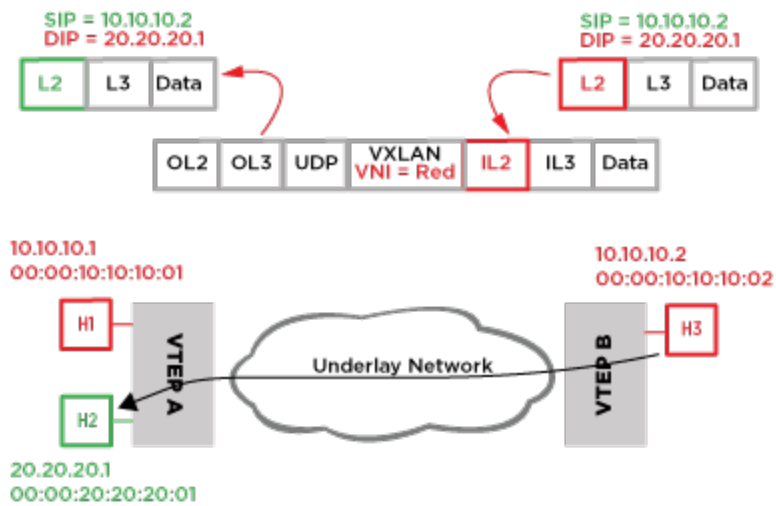 SIP = 10.10.10.2
DIP = 20.20.20.1
L2 L3 Data
SIP = 10.10.10.2
DIP = 20.20.20.1
L2 L3 Data
OL2 OL3 UDP VXLAN VNI = Red IL2 IL3 Data
10.10.10.1
00:00:10:10:10:01
H1
VTEP A
H2
20.20.20.1
00:00:20:20:20:01
Underlay Network
10.10.10.2
00:00:10:10:10:02
VTEP B
H3